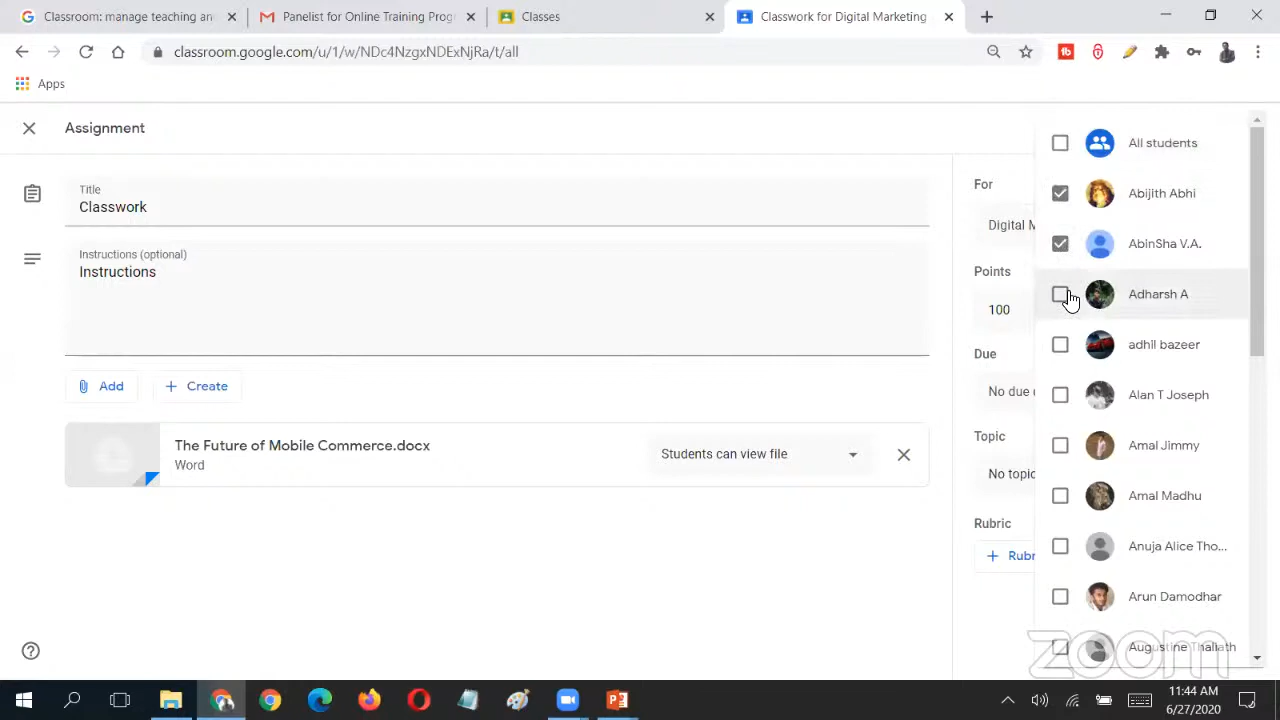 Classroom: manage teaching an
Panelist for Online Training Prog
Classes
Classwork for Digital Marketing
classroom.google.com/u/1/w/NDc4NzgxNDExNjRa/t/all
Apps
Assignment
Title
Classwork
Instructions (optional)
Instructions
Add
Create
The Future of Mobile Commerce.docx
Word
Students can view file
For
Digital M
Points
100
Due
No due
Topic
No topic
Rubric
Rubr
All students
Abijith Abhi
AbinSha V.A.
Adharsh A
adhil bazeer
Alan T Joseph
Amal Jimmy
Amal Madhu
Anuja Alice Tho...
Arun Damodhar
Augustine Thaliath
zoom
11:44 AM
6/27/2020